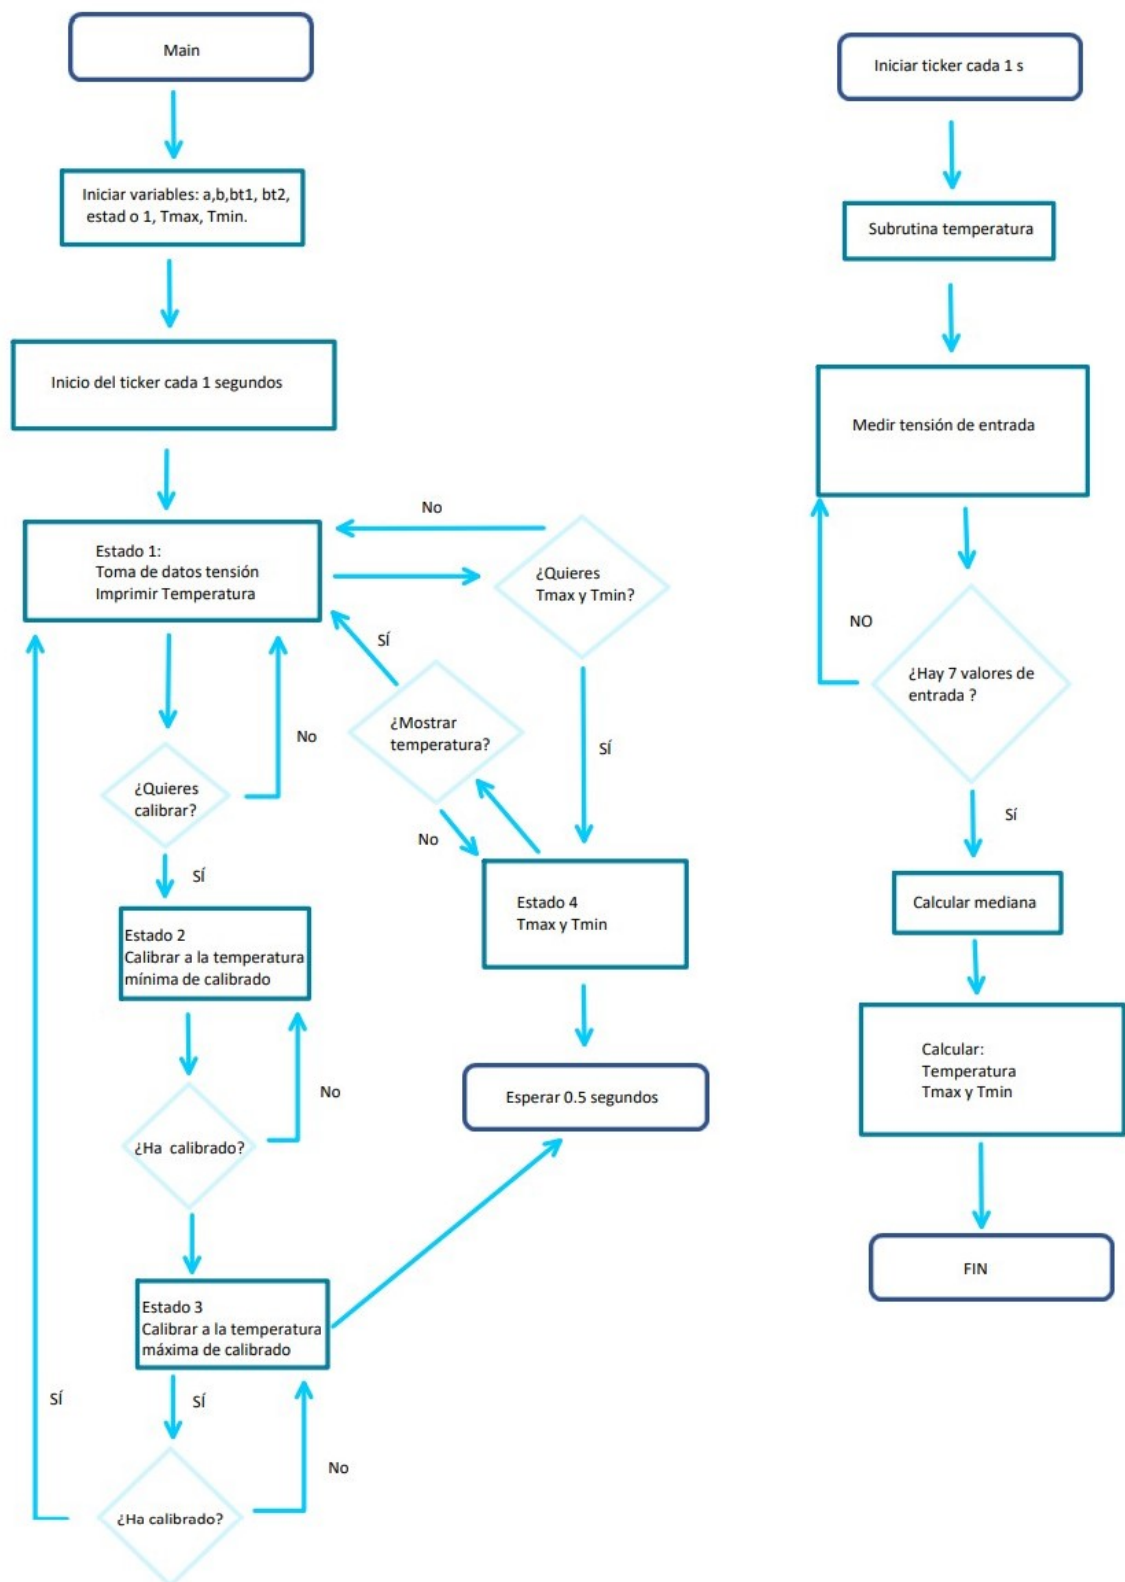 Main
Iniciar variables: a,b,bt1, bt2,
estad o 1, Tmax, Tmin.
Inicio del ticker cada 1 segundos
Estado 1:
Toma de datos tensión
Imprimir Temperatura
No
¿Quieres
Tmax y Tmin?
SÍ
¿Mostrar
temperatura?
No
SÍ
No
¿Quieres
calibrar?
SÍ
Estado 2
Calibrar a la temperatura
mínima de calibrado
Estado 4
Tmax y Tmin
No
¿Ha calibrado?
Esperar 0.5 segundos
Estado 3
Calibrar a la temperatura
máxima de calibrado
SÍ
SÍ
No
¿Ha calibrado?
Iniciar ticker cada 1 s
Subrutina temperatura
Medir tensión de entrada
NO
¿Hay 7 valores de
entrada ?
Sí
Calcular mediana
Calcular:
Temperatura
Tmax y Tmin
FIN